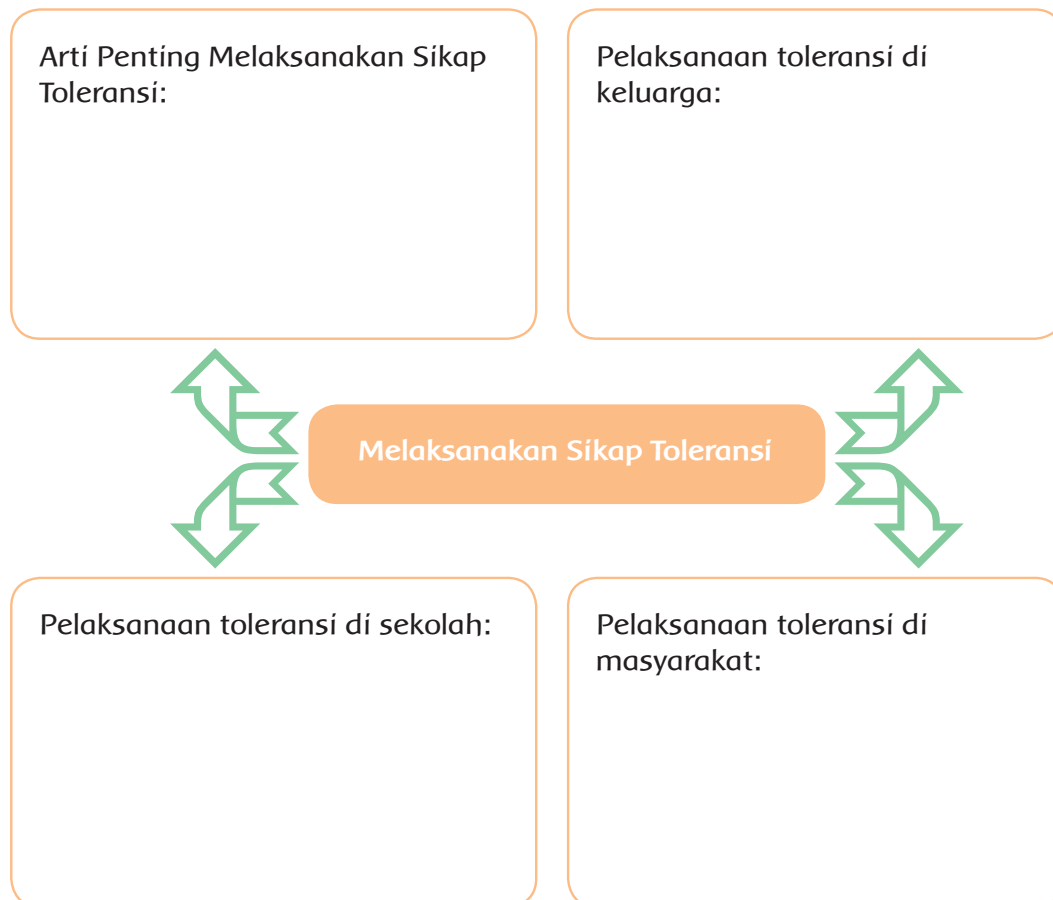 Arti Penting Melaksanakan Sikap
Toleransi:
Pelaksanaan toleransi di
keluarga:
Melaksanakan Sikap Toleransi
Pelaksanaan toleransi di sekolah:
Pelaksanaan toleransi di
masyarakat: